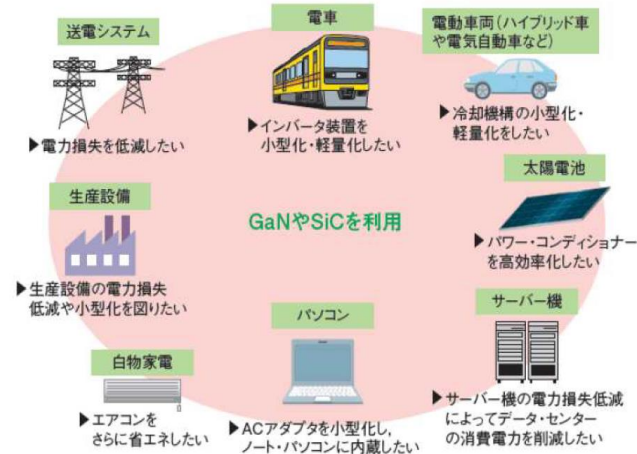 送電システム
▶電力損失を低減したい
電車
▶インバータ装置を
小型化・軽量化したい
電動車両(ハイブリッド車
や電気自動車など)
▶冷却機構の小型化・
軽量化をしたい
太陽電池
▶パワー・コンディショナー
を高効率化したい
生産設備
▶生産設備の電力損失
低減や小型化を図りたい
GaNやSiCを利用
サーバー機
▶サーバー機の電力損失低減
によってデータ・センター
の消費電力を削減したい
パソコン
▶ACアダプタを小型化し,
ノート・パソコンに内蔵したい
白物家電
▶エアコンを
さらに省エネしたい